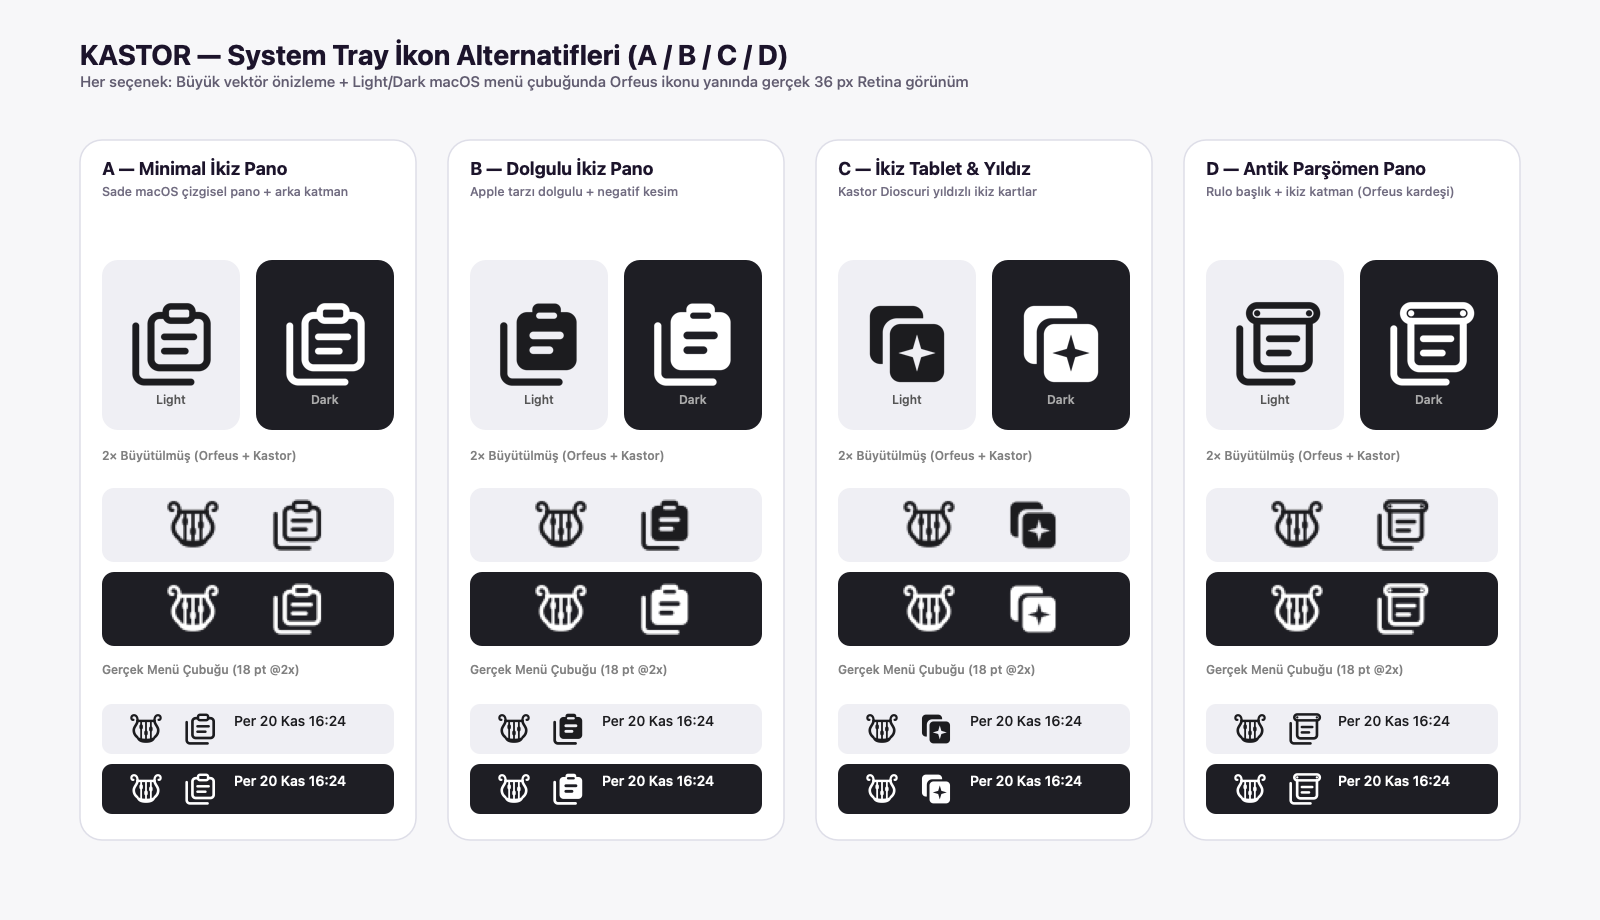 KASTOR — System Tray İkon Alternatifleri (A / B / C / D)
Her seçenek: Büyük vektör önizleme + Light/Dark macOS menü çubuğunda Orfeus ikonu yanında gerçek 36 px Retina görünüm
A — Minimal İkiz Pano
Sade macOS çizgisel pano + arka katman
Light
Dark
2× Büyütülmüş (Orfeus + Kastor)
Gerçek Menü Çubuğu (18 pt @2x)
Per 20 Kas 16:24
Per 20 Kas 16:24
B — Dolgulu İkiz Pano
Apple tarzı dolgulu + negatif kesim
Light
Dark
2× Büyütülmüş (Orfeus + Kastor)
Gerçek Menü Çubuğu (18 pt @2x)
Per 20 Kas 16:24
Per 20 Kas 16:24
C — İkiz Tablet & Yıldız
Kastor Dioscuri yıldızlı ikiz kartlar
Light
Dark
2× Büyütülmüş (Orfeus + Kastor)
Gerçek Menü Çubuğu (18 pt @2x)
Per 20 Kas 16:24
Per 20 Kas 16:24
D — Antik Parşömen Pano
Rulo başlık + ikiz katman (Orfeus kardeşi)
Light
Dark
2× Büyütülmüş (Orfeus + Kastor)
Gerçek Menü Çubuğu (18 pt @2x)
Per 20 Kas 16:24
Per 20 Kas 16:24